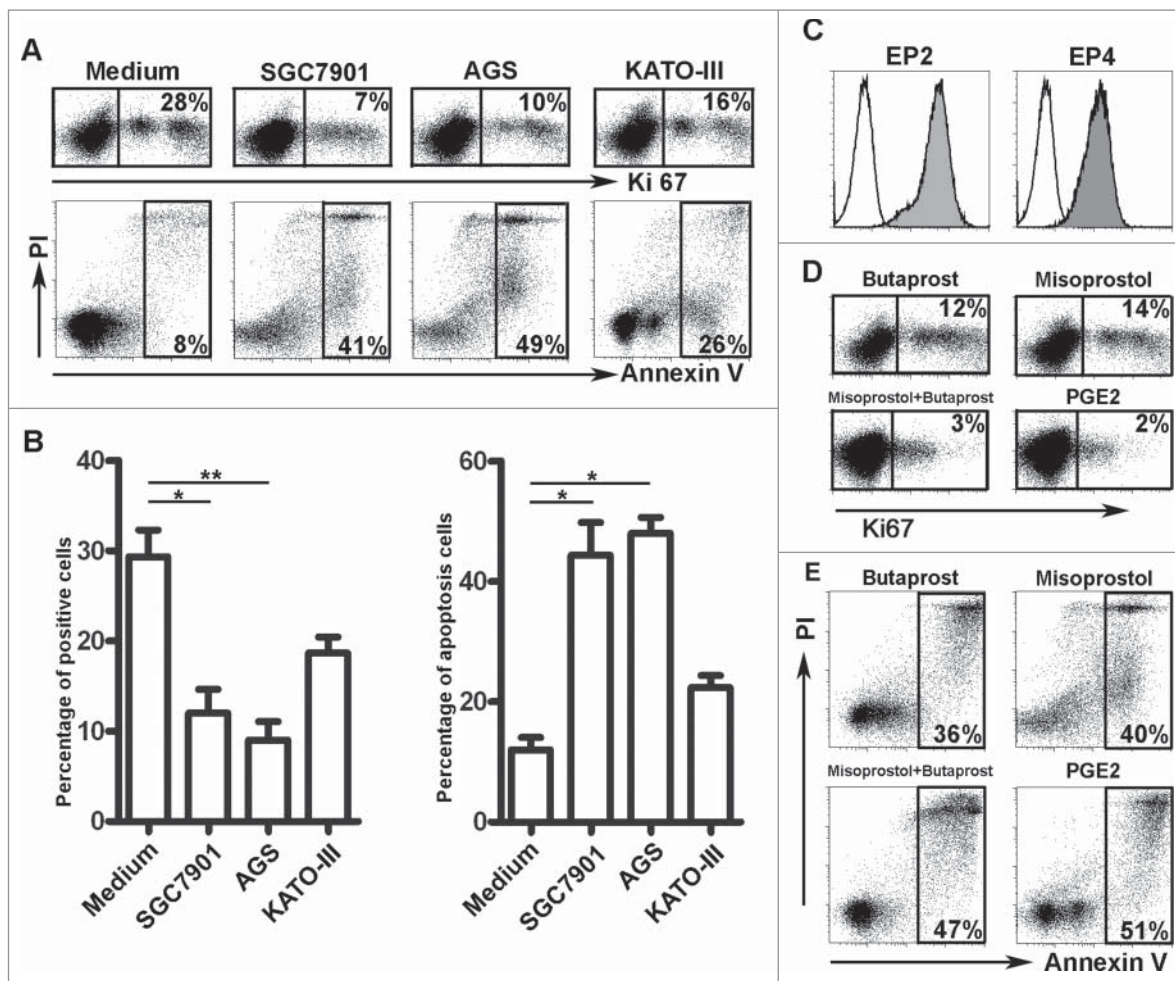 A
Medium SGC7901 AGS KATO-III
28% 7% 10% 16%
Ki 67
PI
8% 41% 49% 26%
Annexin V
B
Percentage of positive cells
40
30
20
10
0
* **
Medium SGC7901 AGS KATO-III
Percentage of apoptosis cells
60
40
20
0
* *
Medium SGC7901 AGS KATO-III
C
EP2 EP4
D
Butaprost Misoprostol
12% 14%
Misoprostol+Butaprost PGE2
3% 2%
Ki67
E
Butaprost Misoprostol
PI
36% 40%
Misoprostol+Butaprost PGE2
47% 51%
Annexin V